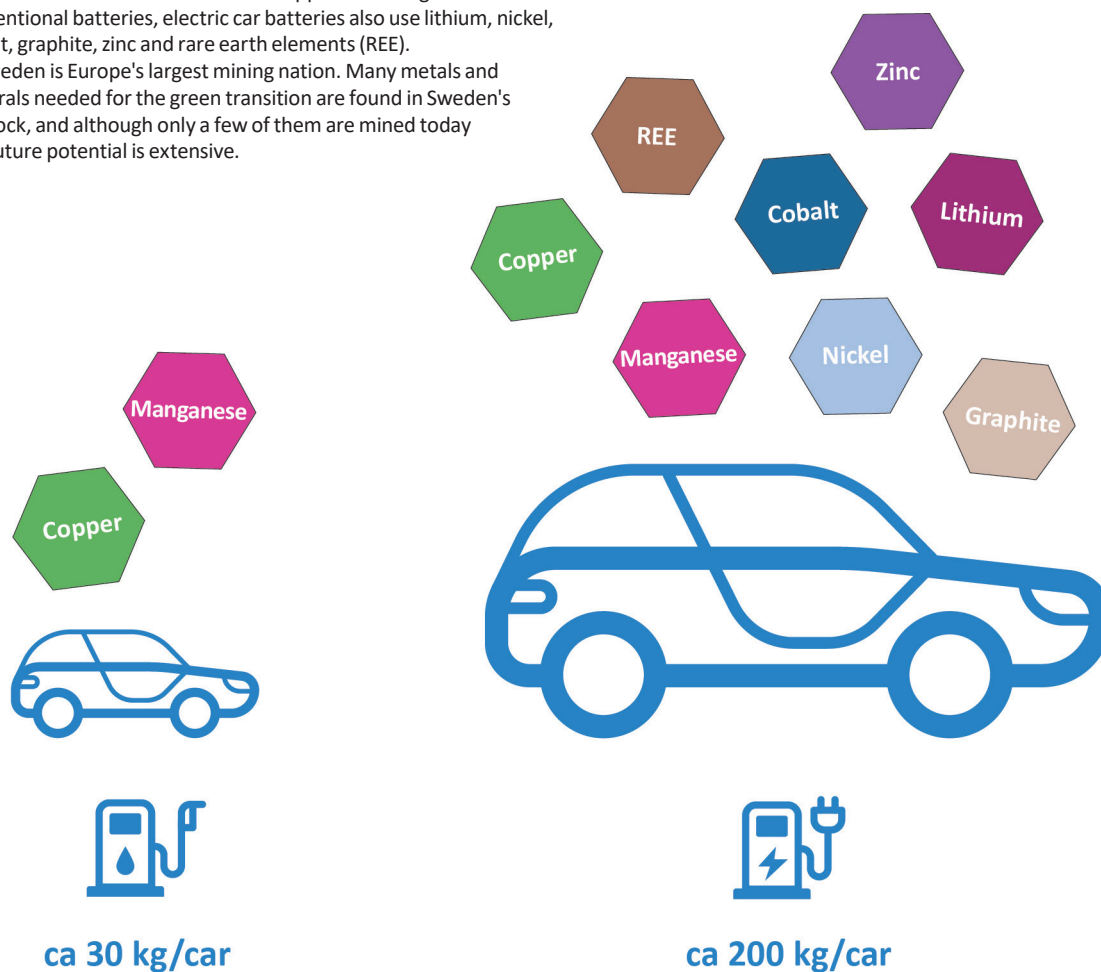 entional batteries, electric car batteries also use lithium, nickel,
t, graphite, zinc and rare earth elements (REE).
eden is Europe's largest mining nation. Many metals and
rals needed for the green transition are found in Sweden's
ock, and although only a few of them are mined today
uture potential is extensive.
Zinc
REE
Cobalt
Lithium
Copper
Manganese
Nickel
Graphite
Manganese
Copper
ca 30 kg/car
ca 200 kg/car